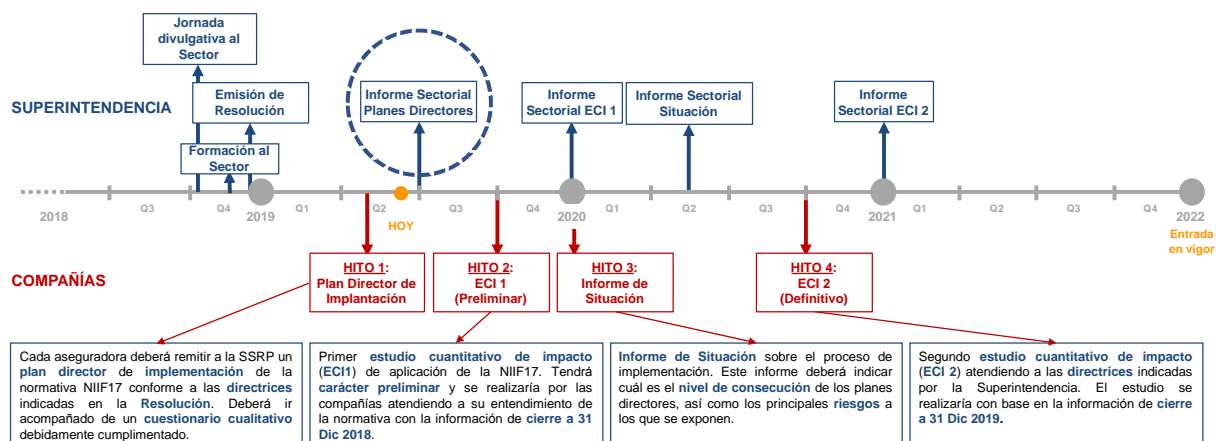 Jornada
divulgativa al
Sector
SUPERINTENDENCIA
Emisión de
Resolución
Formación al
Sector
Informe Sectorial
Planes Directores
Informe
Sectorial ECI 1
Informe Sectorial
Situación
Informe
Sectorial ECI 2
2018
Q3
Q4
2019
Q1
Q2
HOY
Q3
Q4
2020
Q1
Q2
Q3
Q4
2021
Q1
Q2
Q3
Q4
2022
Entrada
en vigor
COMPAÑÍAS
HITO 1:
Plan Director de
Implantación
HITO 2:
ECI 1
(Preliminar)
HITO 3:
Informe de
Situación
HITO 4:
ECI 2
(Definitivo)
Cada aseguradora deberá remitir a la SSRP un
plan director de implementación de la
normativa NIIF17 conforme a las directrices
indicadas en la Resolución. Deberá ir
acompañado de un cuestionario cualitativo
debidamente cumplimentado.
Primer estudio cuantitativo de impacto
(ECI1) de aplicación de la NIIF17. Tendrá
carácter preliminar y se realizaría por las
compañías atendiendo a su entendimiento de
la normativa con la información de cierre a 31
Dic 2018.
Informe de Situación sobre el proceso de
implementación. Este informe deberá indicar
cuál es el nivel de consecución de los planes
directores, así como los principales riesgos a
los que se exponen.
Segundo estudio cuantitativo de impacto
(ECI 2) atendiendo a las directrices indicadas
por la Superintendencia. El estudio se
realizaría con base en la información de cierre
a 31 Dic 2019.